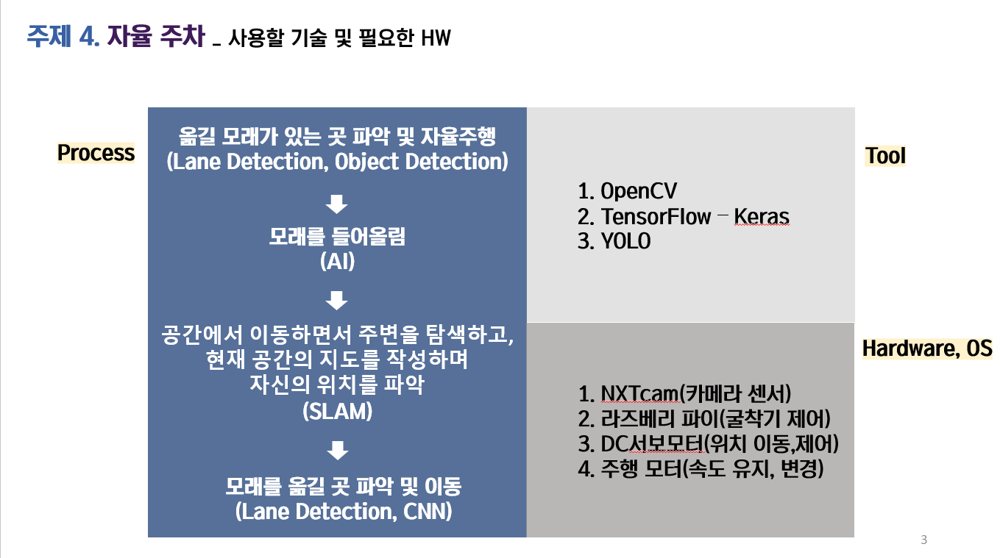 주제 4. 자율 주차 _ 사용할 기술 및 필요한 HW
Process
옮길 모래가 있는 곳 파악 및 자율주행
(Lane Detection, Object Detection)
모래를 들어올림
(AI)
공간에서 이동하면서 주변을 탐색하고,
현재 공간의 지도를 작성하며
자신의 위치를 파악
(SLAM)
모래를 옮길 곳 파악 및 이동
(Lane Detection, CNN)
Tool
1. OpenCV
2. TensorFlow – Keras
3. YOLO
Hardware, OS
1. NXTcam(카메라 센서)
2. 라즈베리 파이(굴착기 제어)
3. DC서보모터(위치 이동,제어)
4. 주행 모터(속도 유지, 변경)
3